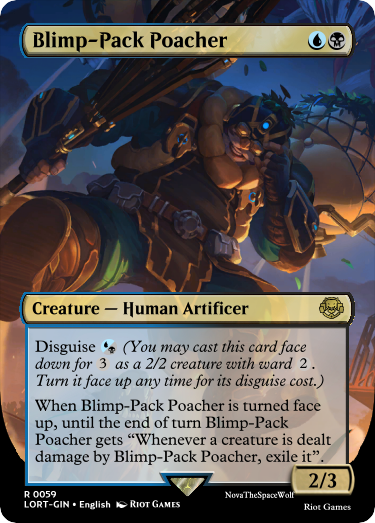 Blimp-Pack Poacher
Creature — Human Artificer
Disguise (You may cast this card face
down for 3 as a 2/2 creature with ward 2.
Turn it face up any time for its disguise cost.)
When Blimp-Pack Poacher is turned face
up, until the end of turn Blimp-Pack
Poacher gets “Whenever a creature is dealt
damage by Blimp-Pack Poacher, exile it”.
2/3
R 0059
LORT-GIN • English Riot Games
NovaTheSpaceWolf
Riot Games